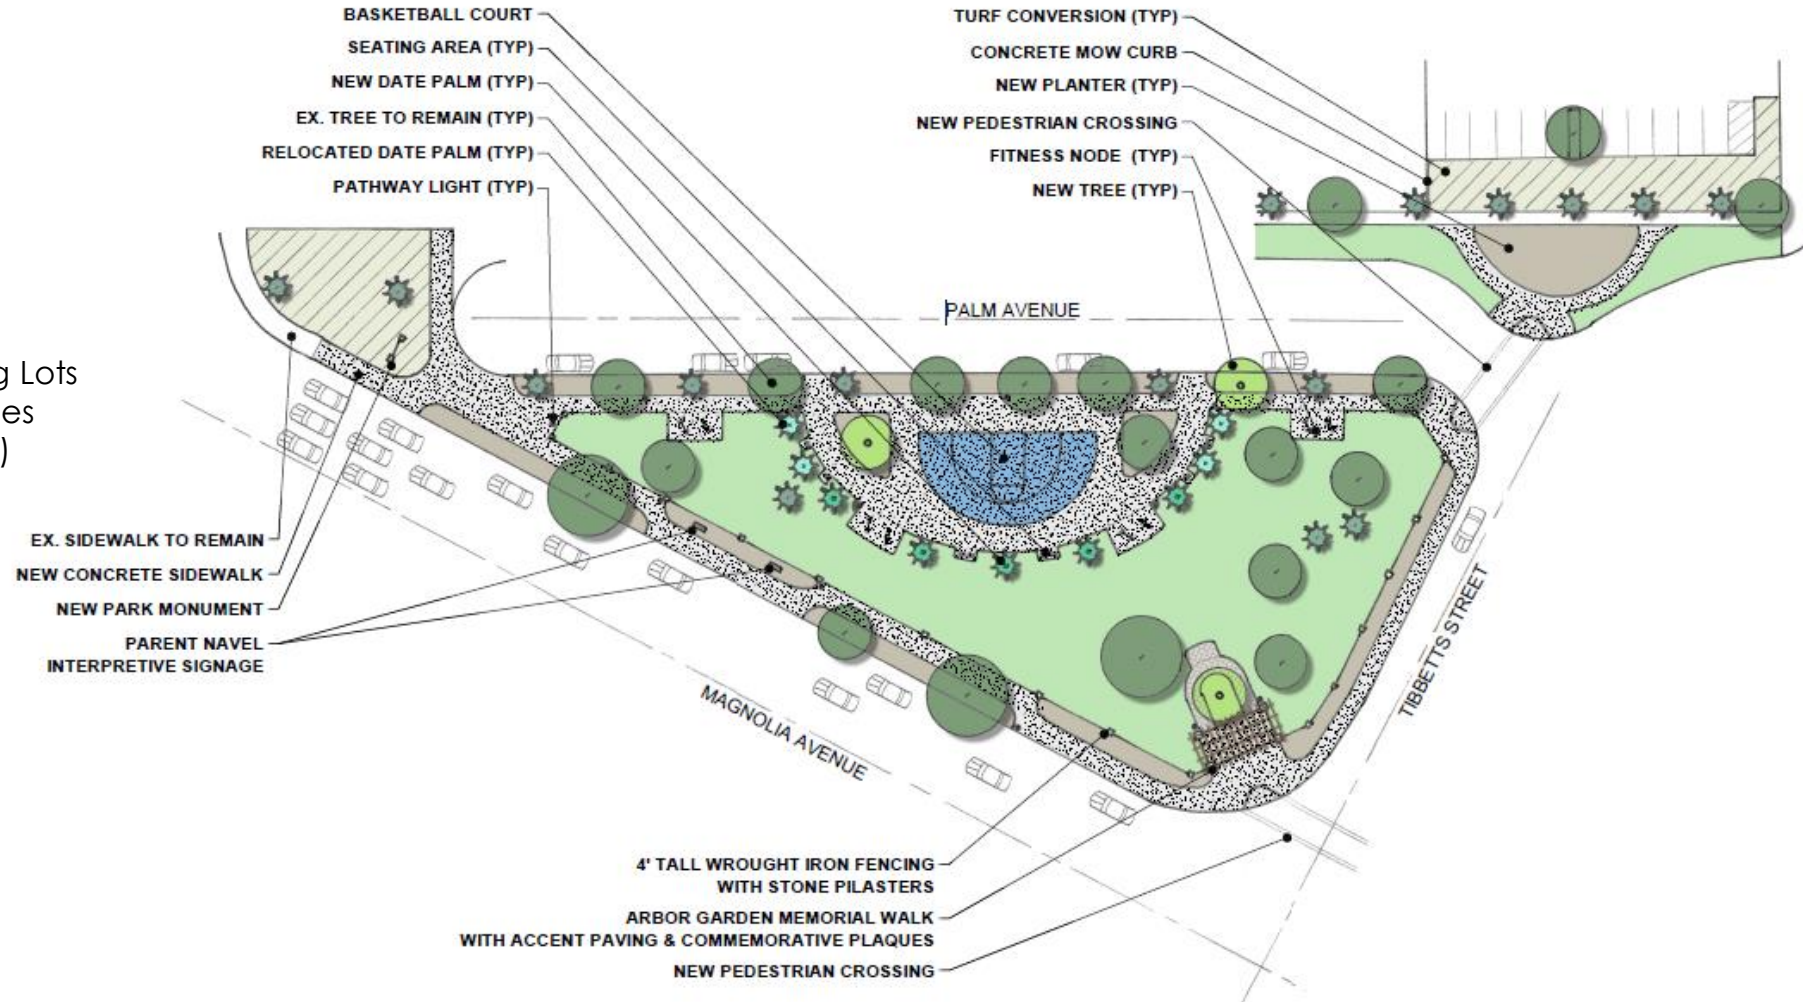 BASKETBALL COURT
SEATING AREA (TYP)
NEW DATE PALM (TYP)
EX. TREE TO REMAIN (TYP)
RELOCATED DATE PALM (TYP)
PATHWAY LIGHT (TYP)
TURF CONVERSION (TYP)
CONCRETE MOW CURB
NEW PLANTER (TYP)
NEW PEDESTRIAN CROSSING
FITNESS NODE (TYP)
NEW TREE (TYP)
PALM AVENUE
g Lots
es
)
EX. SIDEWALK TO REMAIN
NEW CONCRETE SIDEWALK
NEW PARK MONUMENT
PARENT NAVEL
INTERPRETIVE SIGNAGE
MAGNOLIA AVENUE
TIBBETTS STREET
4' TALL WROUGHT IRON FENCING
WITH STONE PILASTERS
ARBOR GARDEN MEMORIAL WALK
WITH ACCENT PAVING & COMMEMORATIVE PLAQUES
NEW PEDESTRIAN CROSSING